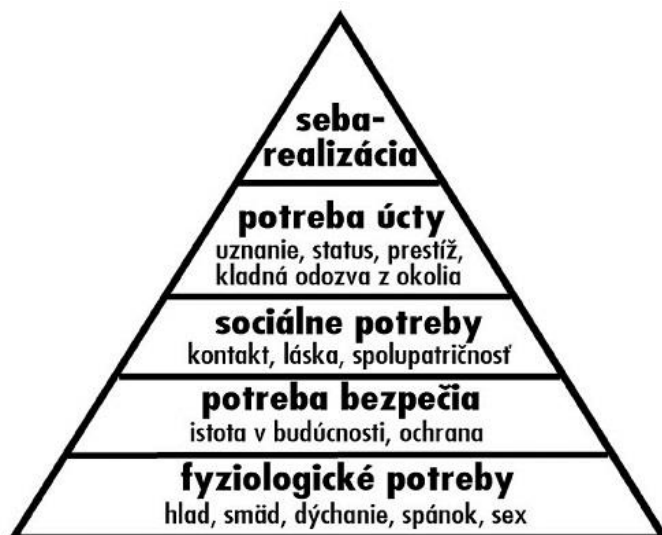 seba-
realizácia
potreba úcty
uznanie, status, prestíž,
kladná odozva z okolia
sociálne potreby
kontakt, láska, spolupatričnosť
potreba bezpečia
istota v budúcnosti, ochrana
fyziologické potreby
hlad, smäd, dýchanie, spánok, sex